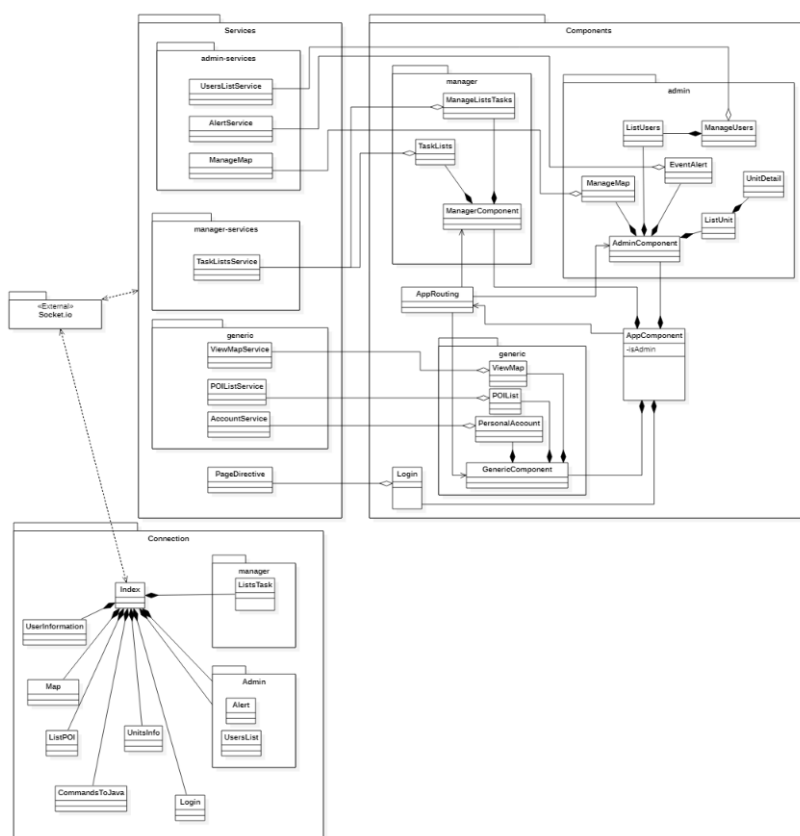 Services
admin-services
UsersListService
AlertService
ManageMap
manager-services
TaskListsService
generic
ViewMapService
POIListService
AccountService
PageDirective
Components
manager
ManageListsTasks
TaskLists
ManagerComponent
admin
ListUsers
ManageUsers
EventAlert
UnitDetail
ManageMap
ListUnit
AdminComponent
AppRouting
AppComponent
-isAdmin
generic
ViewMap
POIList
PersonalAccount
GenericComponent
Login
«External»
Socket.io
Connection
manager
ListsTask
Index
UserInformation
Map
ListPOI
UnitsInfo
CommandsToJava
Login
Admin
Alert
UsersList